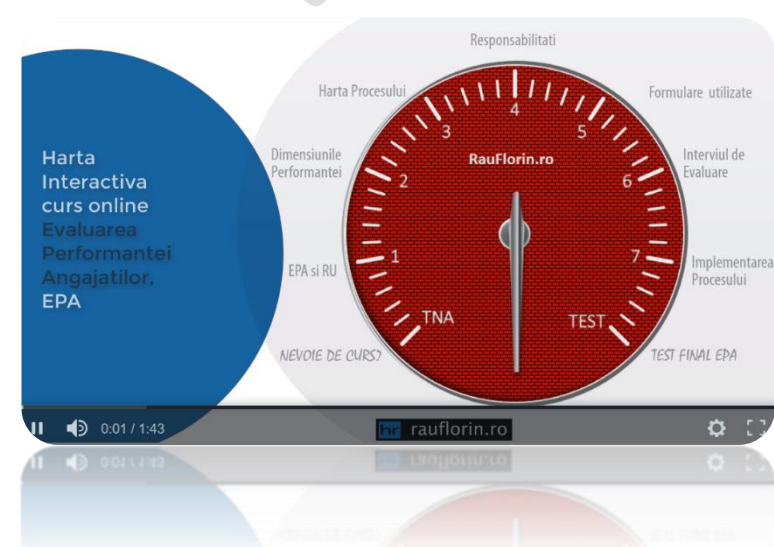 Harta
Interactiva
curs online
Evaluarea
Performantei
Angajatilor,
EPA
Responsabilitati
Harta Procesului
Formulare utilizate
Dimensiunile
Performantei
Interviul de
Evaluare
EPA si RU
Implementarea
Procesului
NEVOIE DE CURS?
TEST FINAL EPA
RauFlorin.ro
TNA
1
2
3
4
5
6
7
TEST
0:01 / 1:43
hr rauflorin.ro